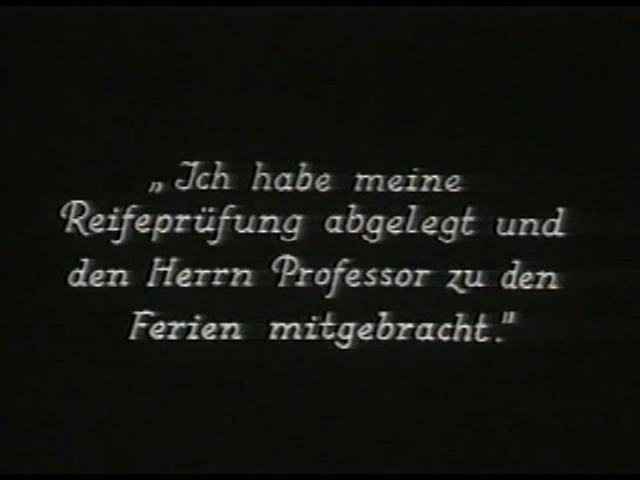 „Ich habe meine
Reifeprüfung abgelegt und
den Herrn Professor zu den
Ferien mitgebracht."